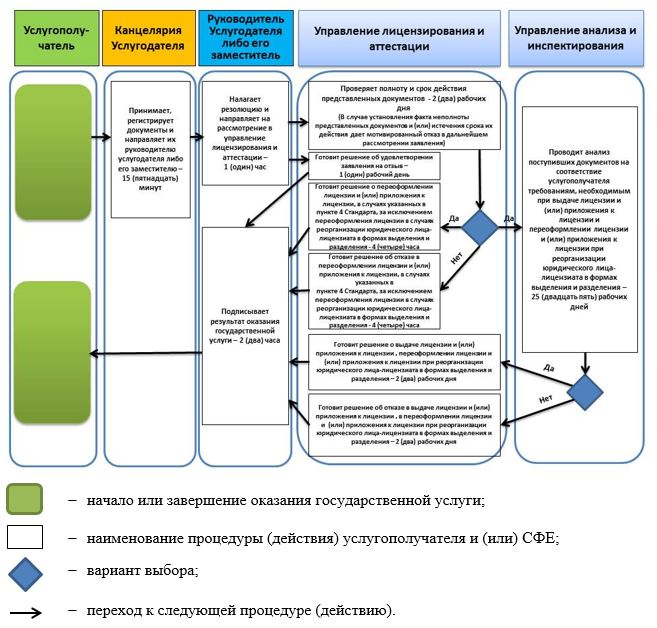 Услугополу-
чатель
Канцелярия
Услугодателя
Руководитель
Услугодателя
либо его
заместитель
Управление лицензирования и
аттестации
Управление анализа и
инспектирования
Принимает,
регистрирует
документы и
направляет их
руководителю
услугодателя либо
его заместителю –
15 (пятнадцать)
минут
Налагает
резолюцию и
направляет на
рассмотрение в
управление
лицензирования и
аттестации –
1 (один) час
Проверяет полноту и срок действия
представленных документов - 2 (два) рабочих
дня
(В случае установления факта неполноты
представленных документов и (или) истечения срока их
действия дает мотивированный отказ в дальнейшем
рассмотрении заявления)
Готовит решение об удовлетворении
заявления на отзыв –
1 (один) рабочий день
Готовит решение о переоформлении
лицензии и (или) приложения к
лицензии, в случаях указанных в
пункте 4 Стандарта, за исключением
переоформления лицензии в случаях
реорганизации юридического лица-
лицензиата в формах выделения и
разделения - 4 (четыре) часа
Да
Да
Нет
Готовит решение об отказе в
переоформлении лицензии и (или)
приложения к лицензии, в случаях
указанных в
пункте 4 Стандарта, за исключением
переоформления лицензии в случаях
реорганизации юридического лица-
лицензиата в формах выделения и
разделения - 4 (четыре) часа
Проводит анализ
поступивших документов на
соответствие
услугополучателя
требованиям, необходимым
при выдаче лицензии и
(или) приложения к
лицензии и
переоформлении лицензии
и (или) приложения к
лицензии при
реорганизации
юридического лица-
лицензиата в формах
выделения и разделения –
25 (двадцать пять) рабочих
дней
Подписывает
результат оказания
государственной
услуги – 2 (два) часа
Готовит решение о выдаче лицензии и (или)
приложения к лицензии , переоформлении лицензии и
(или) приложения к лицензии при реорганизации
юридического лица-лицензиата в формах выделения и
разделения – 2 (два) рабочих дня
Да
Нет
Готовит решение об отказе в выдаче лицензии и (или)
приложения к лицензии , в переоформлении лицензии
и (или) приложения к лицензии при реорганизации
юридического лица-лицензиата в формах выделения и
разделения – 2 (два) рабочих дня
– начало или завершение оказания государственной услуги;
– наименование процедуры (действия) услугополучателя и (или) СФЕ;
– вариант выбора;
– переход к следующей процедуре (действию).